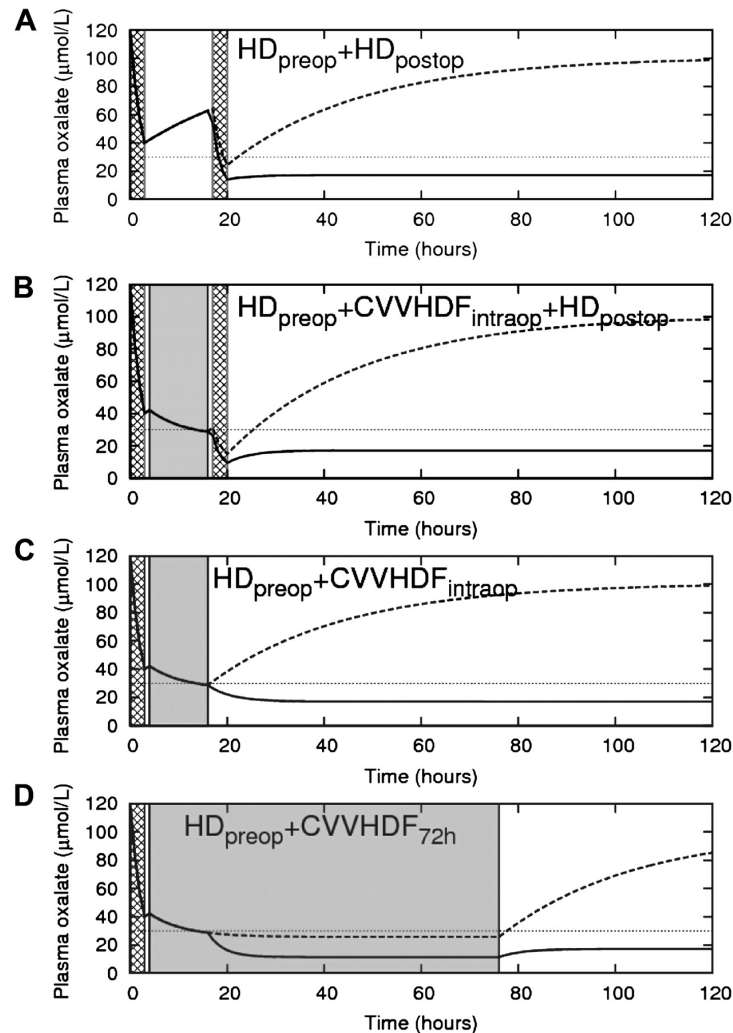 A
Plasma oxalate (μmol/L)
120
100
80
60
40
20
0
HDpreop+HDpostop
0 20 40 60 80 100 120
Time (hours)
B
Plasma oxalate (μmol/L)
120
100
80
60
40
20
0
HDpreop+CVVHDFintraop+HDpostop
0 20 40 60 80 100 120
Time (hours)
C
Plasma oxalate (μmol/L)
120
100
80
60
40
20
0
HDpreop+CVVHDFintraop
0 20 40 60 80 100 120
Time (hours)
D
Plasma oxalate (μmol/L)
120
100
80
60
40
20
0
HDpreop+CVVHDF72h
0 20 40 60 80 100 120
Time (hours)